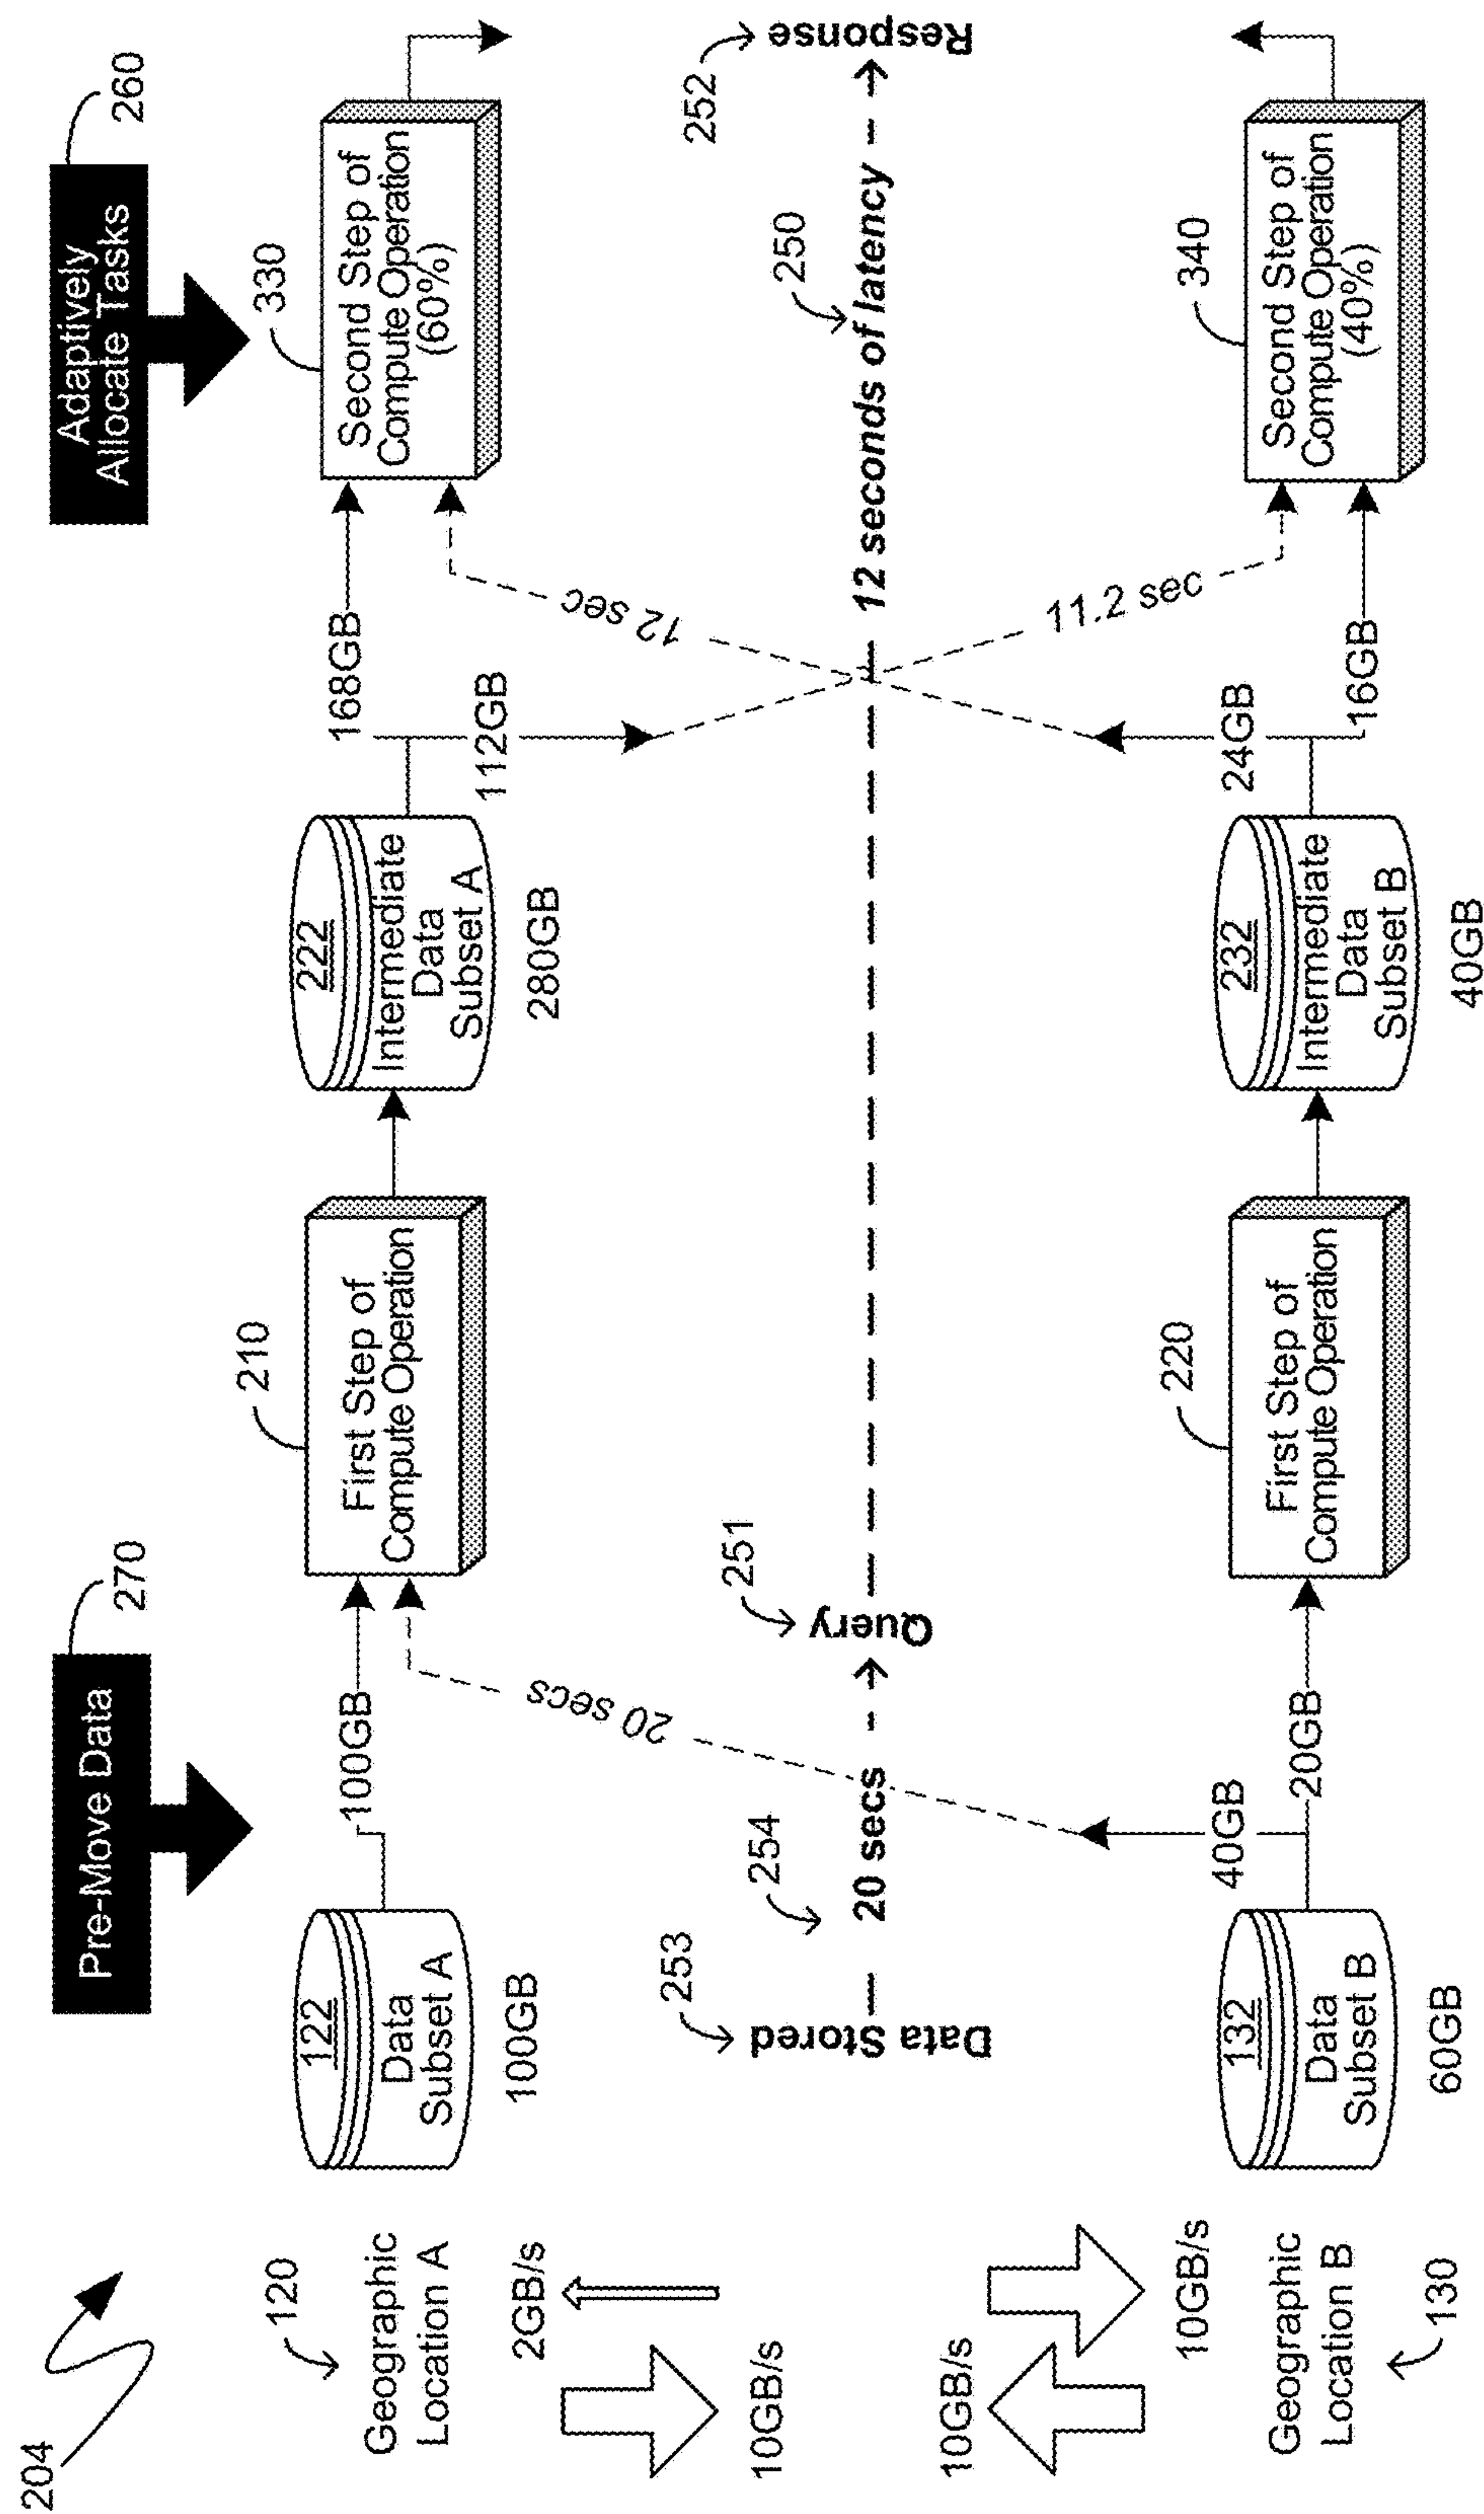 204
Pre-Move Data
270
Adaptively
Allocate Tasks
260
120
Geographic
Location A
2GB/s
10GB/s
122
Data
Subset A
100GB
100GB
210
First Step of
Compute Operation
222
Intermediate
Data
Subset A
280GB
168GB
112GB
330
Second Step of
Compute Operation
(60%)
253
Data Stored
254
20 secs
20 secs
251
Query
12 sec
12 seconds of latency
250
252
Response
11.2 sec
10GB/s
10GB/s
Geographic
Location B
130
132
Data
Subset B
60GB
40GB
20GB
220
First Step of
Compute Operation
232
Intermediate
Data
Subset B
40GB
24GB
16GB
340
Second Step of
Compute Operation
(40%)